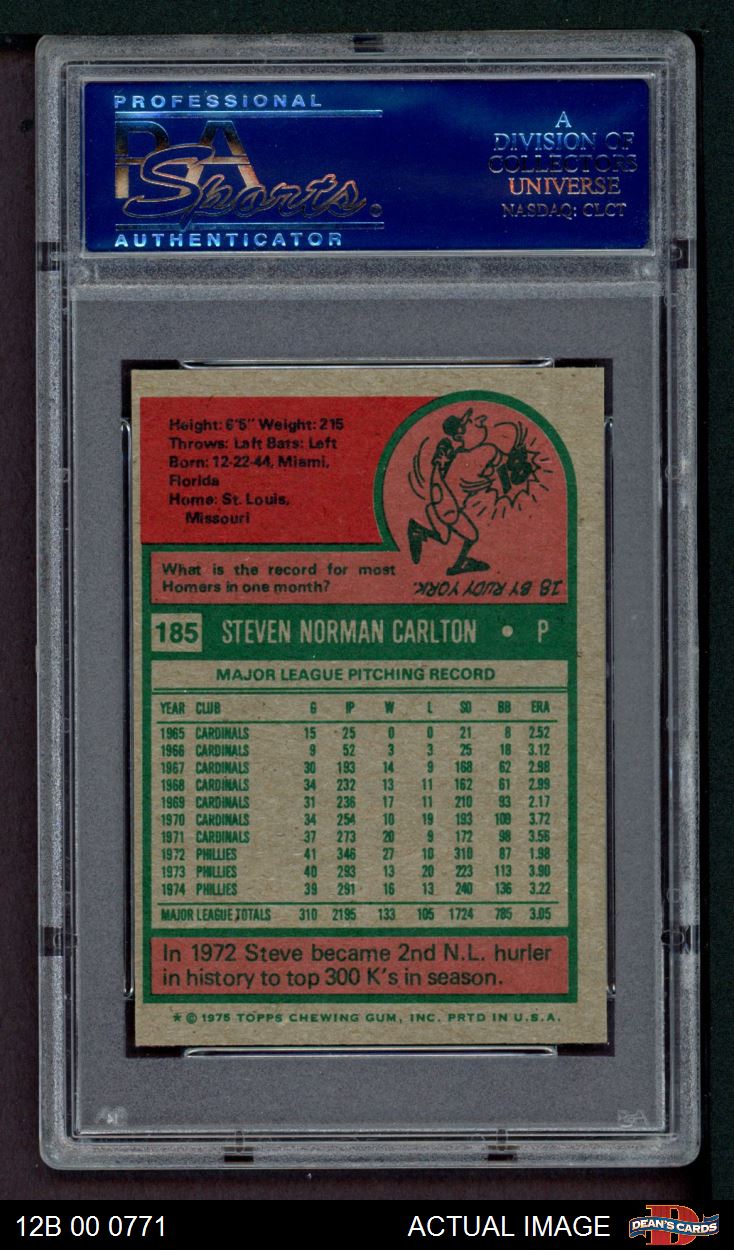 PROFESSIONAL
PSA
Sports
AUTHENTICATOR
A
DIVISION OF
COLLECTORS
UNIVERSE
NASDAQ: CLCT
Height: 6'5" Weight: 215
Throws: Left Bats: Left
Born: 12-22-44, Miami,
Florida
Home: St. Louis,
Missouri
18
What is the record for most
Homers in one month?
18 BY RUDY YORK.
185 STEVEN NORMAN CARLTON • P
MAJOR LEAGUE PITCHING RECORD
YEAR CLUB G IP W L SO BB ERA
1965 CARDINALS 15 25 0 0 21 8 2.52
1966 CARDINALS 9 52 3 3 25 18 3.12
1967 CARDINALS 30 193 14 9 168 62 2.98
1968 CARDINALS 34 232 13 11 162 61 2.99
1969 CARDINALS 31 236 17 11 210 93 2.17
1970 CARDINALS 34 254 10 19 193 109 3.72
1971 CARDINALS 37 273 20 9 172 98 3.56
1972 PHILLIES 41 346 27 10 310 87 1.98
1973 PHILLIES 40 293 13 20 223 113 3.90
1974 PHILLIES 39 291 16 13 240 136 3.22
MAJOR LEAGUE TOTALS 310 2195 133 105 1724 785 3.05
In 1972 Steve became 2nd N.L. hurler
in history to top 300 K's in season.
* © 1975 TOPPS CHEWING GUM, INC. PRTD IN U.S.A.
12B 00 0771
ACTUAL IMAGE
DEAN'S CARDS